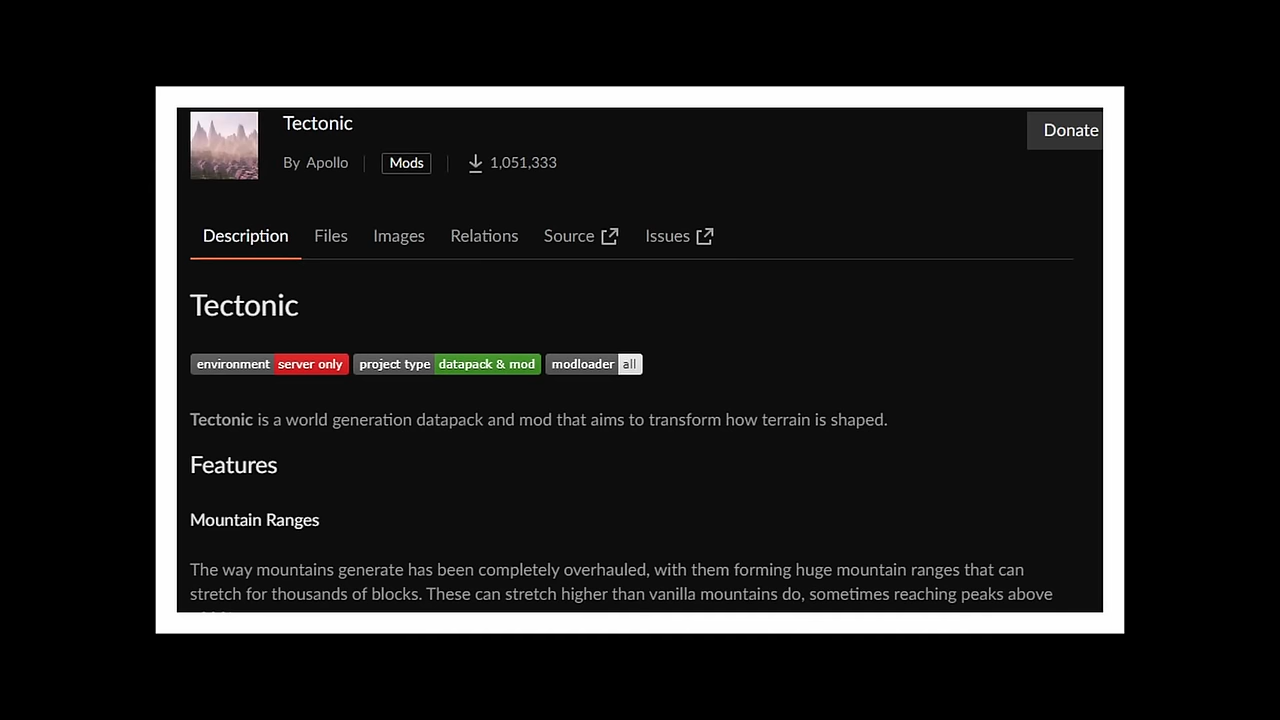 Tectonic
Donate
By Apollo Mods 1,051,333
Description Files Images Relations Source Issues
Tectonic
environment server only project type datapack & mod modloader all
Tectonic is a world generation datapack and mod that aims to transform how terrain is shaped.
Features
Mountain Ranges
The way mountains generate has been completely overhauled, with them forming huge mountain ranges that can
stretch for thousands of blocks. These can stretch higher than vanilla mountains do, sometimes reaching peaks above